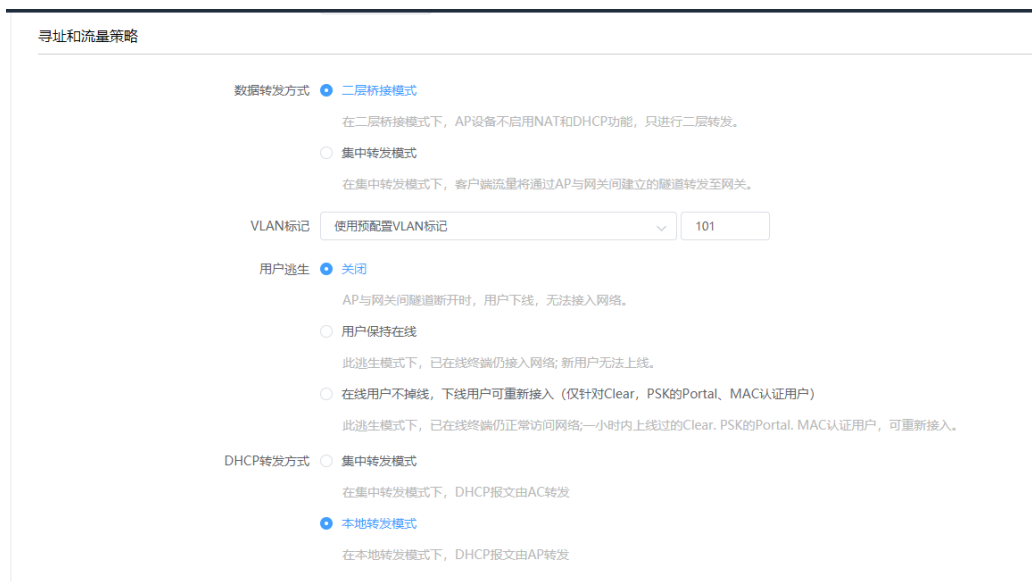 寻址和流量策略
数据转发方式 二层桥接模式
在二层桥接模式下，AP设备不启用NAT和DHCP功能，只进行二层转发。
集中转发模式
在集中转发模式下，客户端流量将通过AP与网关间建立的隧道转发至网关。
VLAN标记 使用预配置VLAN标记 101
用户逃生 关闭
AP与网关间隧道断开时，用户下线，无法接入网络。
用户保持在线
此逃生模式下，已在线终端仍接入网络; 新用户无法上线。
在线用户不掉线，下线用户可重新接入（仅针对Clear，PSK的Portal、MAC认证用户）
此逃生模式下，已在线终端仍正常访问网络;一小时内上线过的Clear. PSK的Portal. MAC认证用户，可重新接入。
DHCP转发方式 集中转发模式
在集中转发模式下，DHCP报文由AC转发
本地转发模式
在本地转发模式下，DHCP报文由AP转发